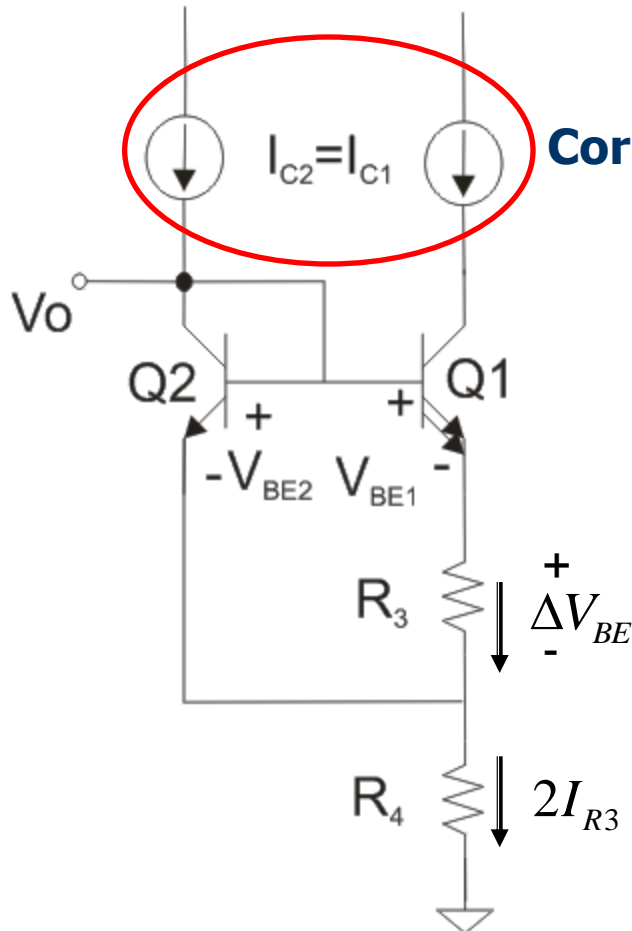 I_C2=I_C1
Cor
Vo
Q2
Q1
+
+
-V_BE2
V_BE1
-
R_3
+
ΔV_BE
-
R_4
2I_R3